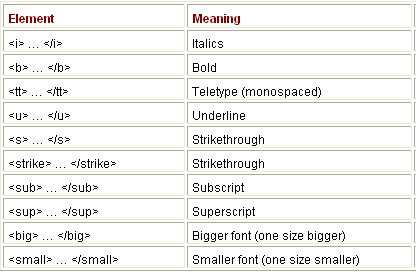 Element Meaning
<i> ... </i> Italics
<b> ... </b> Bold
<tt> ... </tt> Teletype (monospaced)
<u> ... </u> Underline
<s> ... </s> Strikethrough
<strike> ... </strike> Strikethrough
<sub> ... </sub> Subscript
<sup> ... </sup> Superscript
<big> ... </big> Bigger font (one size bigger)
<small> ... </small> Smaller font (one size smaller)